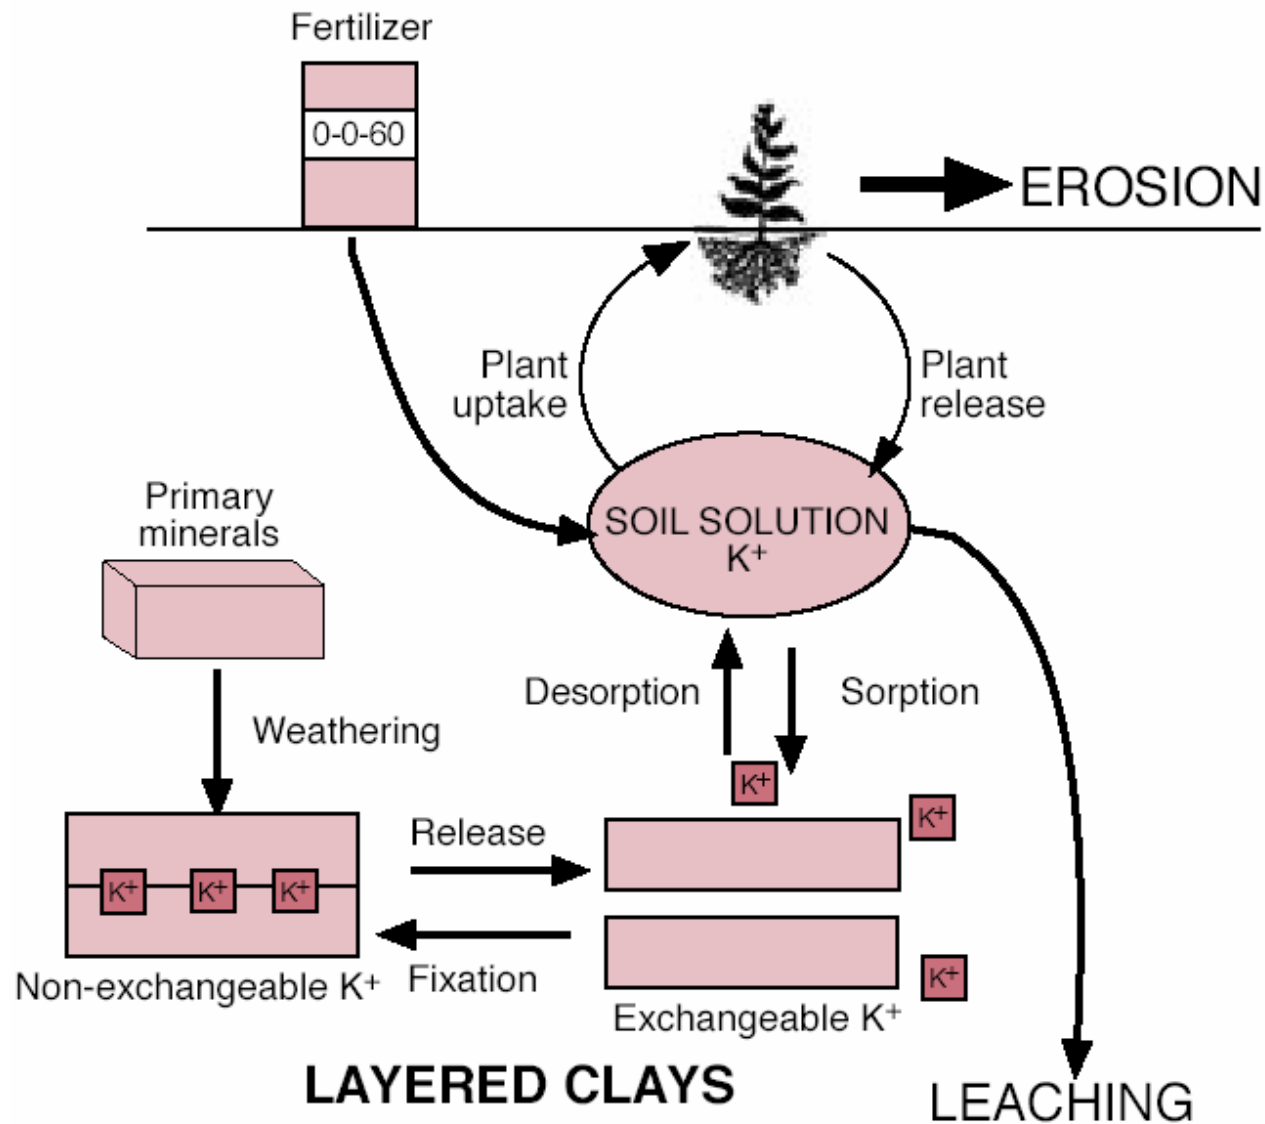 Fertilizer
0-0-60
EROSION
Plant
uptake
Plant
release
Primary
minerals
SOIL SOLUTION
K⁺
Desorption
Sorption
Weathering
K⁺
K⁺
Release
K⁺ K⁺ K⁺
Fixation
K⁺
Non-exchangeable K⁺
Exchangeable K⁺
LAYERED CLAYS
LEACHING